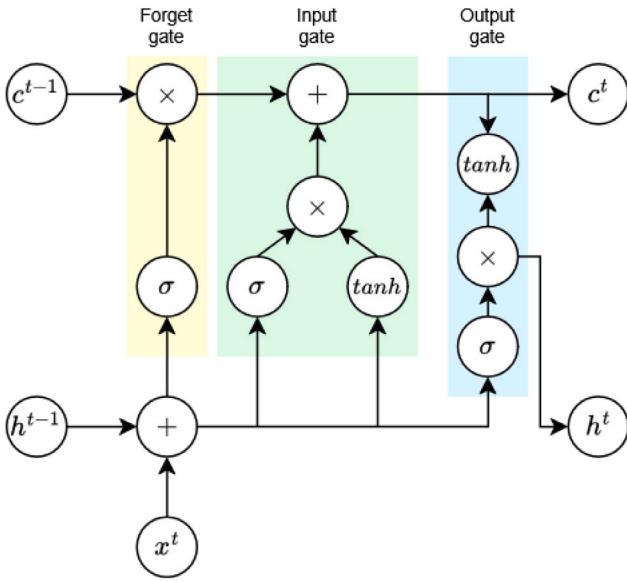 Forget
gate
Input
gate
Output
gate
c^{t-1}
×
+
c^t
tanh
×
×
σ
σ
tanh
σ
h^{t-1}
+
h^t
x^t